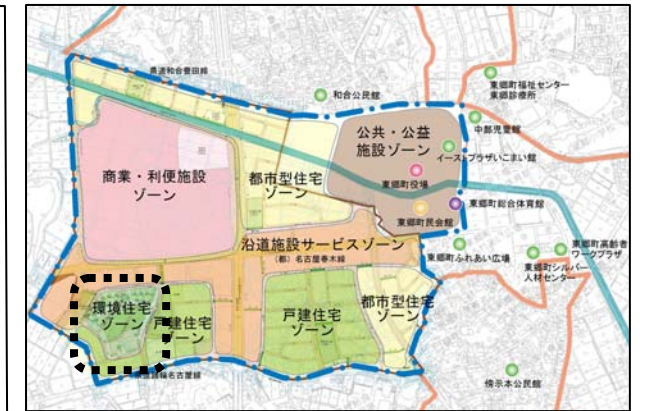 県道和合豊田線
和合公民館
東郷町福祉センター
東郷診療所
中部児童館
公共・公益
施設ゾーン
イーストプラザいこまい館
東郷町役場
東郷町総合体育館
東郷町民会館
商業・利便施設
ゾーン
都市型住宅
ゾーン
沿道施設サービスゾーン
(都)名古屋春木線
東郷町ふれあい広場
東郷町高齢者
ワークプラザ
東郷町シルバー
人材センター
環境住宅
ゾーン
戸建住宅
ゾーン
戸建住宅
ゾーン
都市型住宅
ゾーン
傍示本公民館